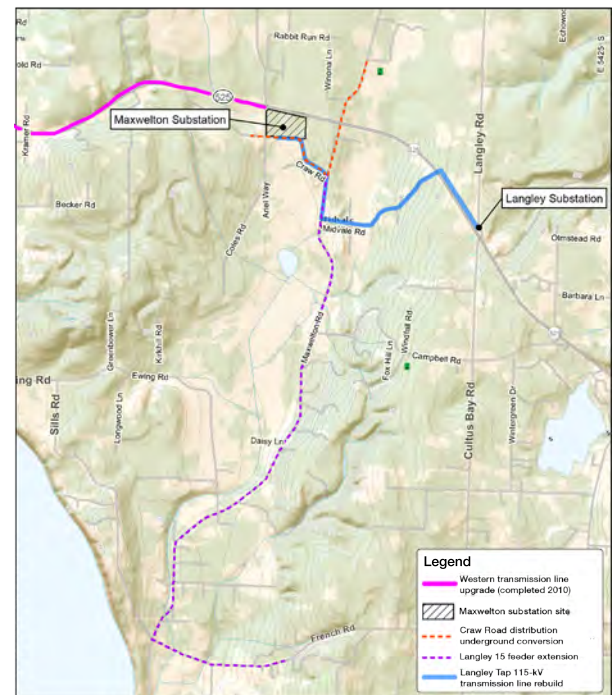 Rabbit Run Rd
Winona Ln
E 5425 S
old Rd
525
Maxwelton Substation
Kramer Rd
Craw Rd
Langley Rd
Langley Substation
Becker Rd
Ariel Way
Midvale Rd
Coles Rd
Olmstead Rd
Barbara Ln
Greenbower Ln
Kirkhill Rd
Maxwelton Rd
Fox Hill Ln
Windfall Rd
Campbell Rd
ing Rd
Ewing Rd
Sills Rd
Longwood Ln
Cultus Bay Rd
Wintergreen Dr
Daisy Ln
French Rd
Legend
Western transmission line
upgrade (completed 2010)
Maxwelton substation site
Craw Road distribution
underground conversion
Langley 15 feeder extension
Langley Tap 115-kV
transmission line rebuild